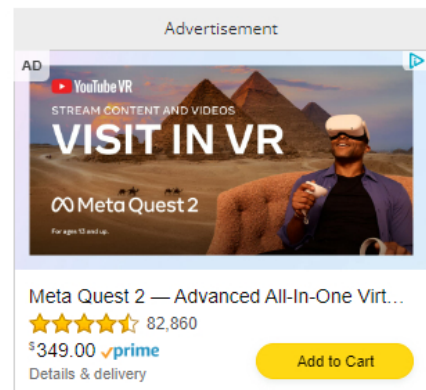 Advertisement
AD
YouTube VR
STREAM CONTENT AND VIDEOS
VISIT IN VR
Meta Quest 2
For ages 13 and up.
Meta Quest 2 — Advanced All-In-One Virt...
82,860
$349.00 prime
Details & delivery
Add to Cart